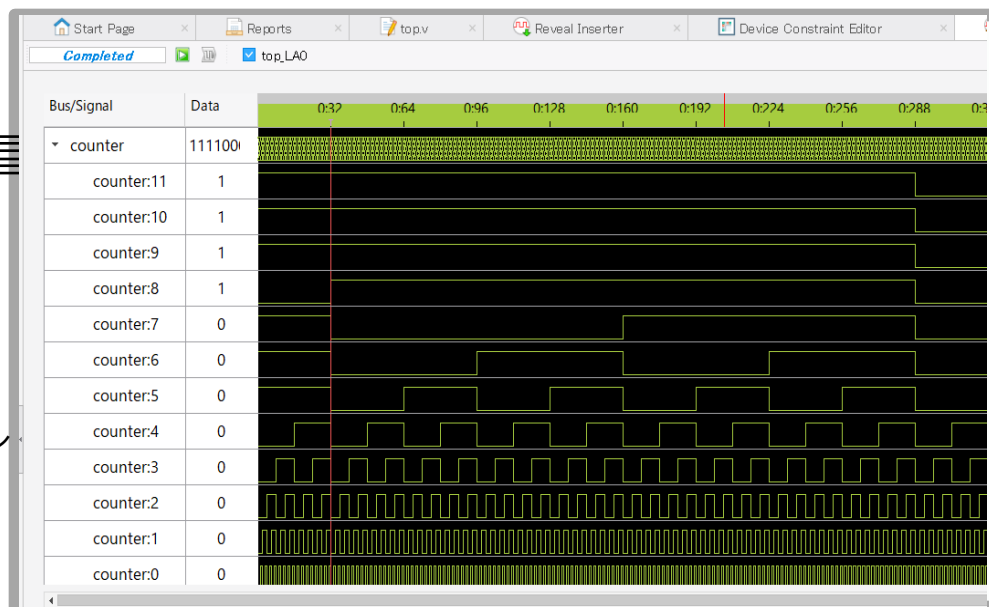 Start Page Reports top.v Reveal Inserter Device Constraint Editor
Completed top_LA0
Bus/Signal Data 0:32 0:64 0:96 0:128 0:160 0:192 0:224 0:256 0:288
counter 111100
counter:11 1
counter:10 1
counter:9 1
counter:8 1
counter:7 0
counter:6 0
counter:5 0
counter:4 0
counter:3 0
counter:2 0
counter:1 0
counter:0 0